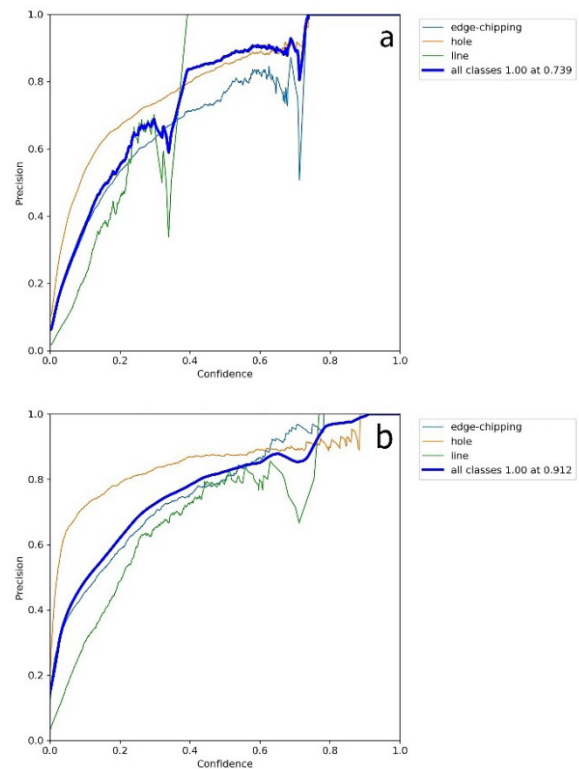 a
1.0
0.8
0.6
0.4
0.2
0.0
Precision
0.0 0.2 0.4 0.6 0.8 1.0
Confidence
edge-chipping
hole
line
all classes 1.00 at 0.739
b
1.0
0.8
0.6
0.4
0.2
0.0
Precision
0.0 0.2 0.4 0.6 0.8 1.0
Confidence
edge-chipping
hole
line
all classes 1.00 at 0.912